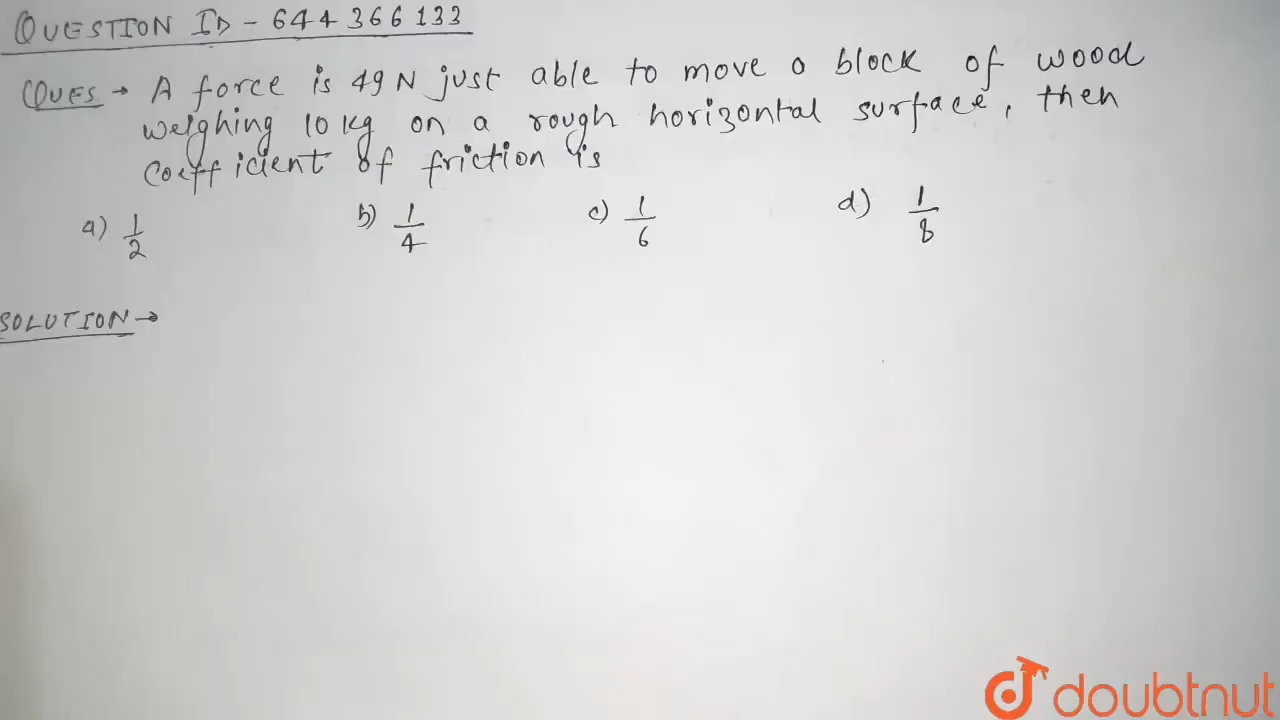 QUESTION ID - 644366133
QUES → A force is 49 N just able to move a block of wood
weighing 10 kg on a rough horizontal surface, then
coefficient of friction is
a) 1/2 b) 1/4 c) 1/6 d) 1/8
SOLUTION →
doubtnut